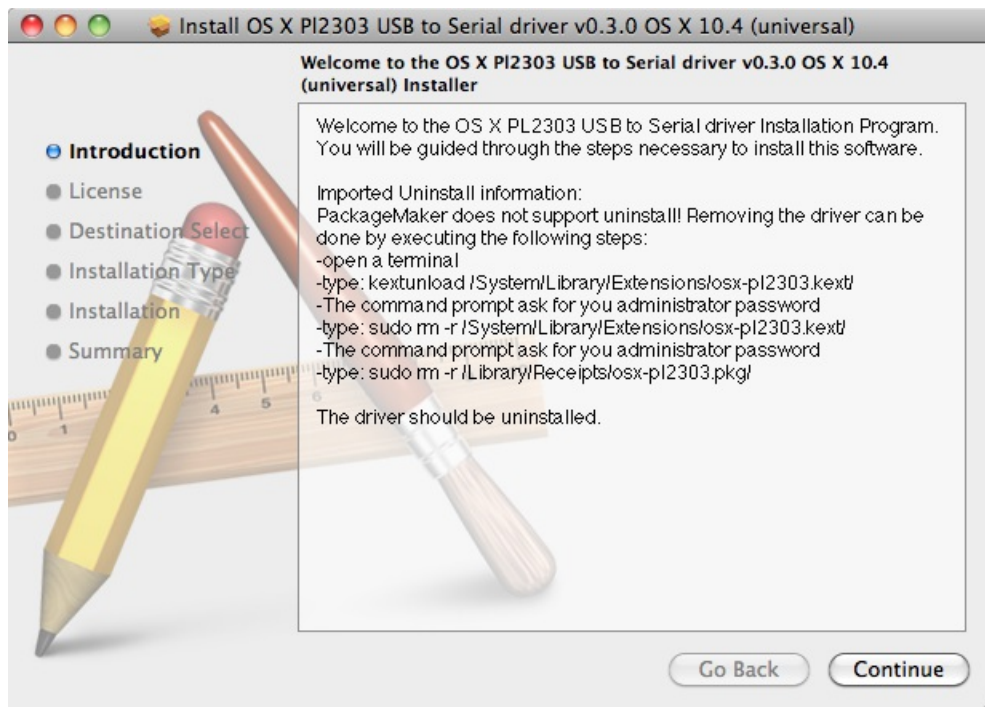 Install OS X Pl2303 USB to Serial driver v0.3.0 OS X 10.4 (universal)
Welcome to the OS X Pl2303 USB to Serial driver v0.3.0 OS X 10.4
(universal) Installer
Introduction
License
Destination Select
Installation Type
Installation
Summary
Welcome to the OS X PL2303 USB to Serial driver Installation Program.
You will be guided through the steps necessary to install this software.
Imported Uninstall information:
PackageMaker does not support uninstall! Removing the driver can be
done by executing the following steps:
-open a terminal
-type: kextunload /System/Library/Extensions/osx-pl2303.kext/
-The command prompt ask for you administrator password
-type: sudo rm -r /System/Library/Extensions/osx-pl2303.kext/
-The command prompt ask for you administrator password
-type: sudo rm -r /Library/Receipts/osx-pl2303.pkg/
The driver should be uninstalled.
0 1 4 5 6
Go Back
Continue